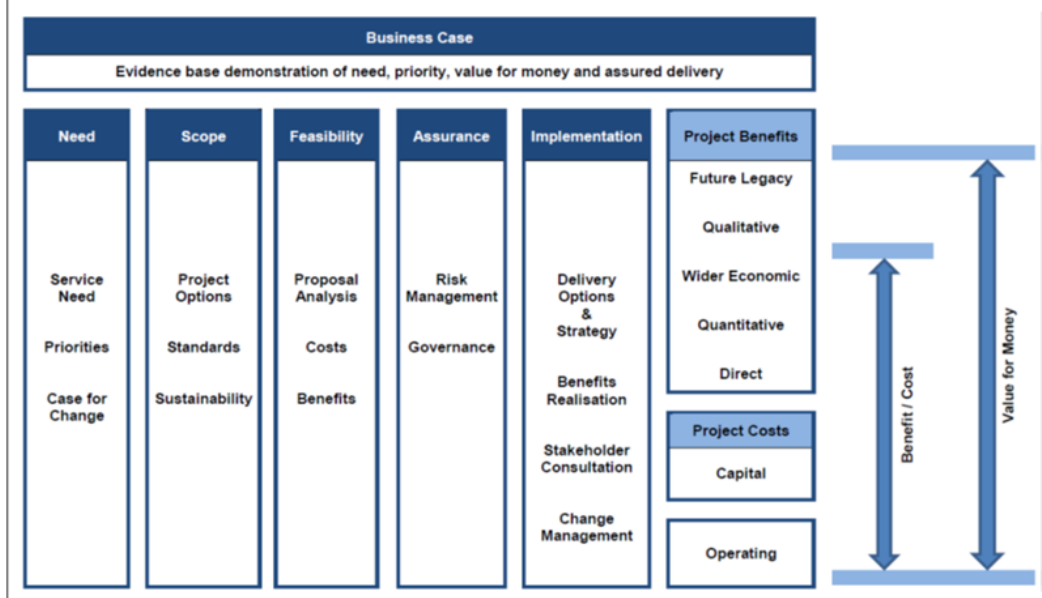 Business Case
Evidence base demonstration of need, priority, value for money and assured delivery
Need
Service
Need
Priorities
Case for
Change
Scope
Project
Options
Standards
Sustainability
Feasibility
Proposal
Analysis
Costs
Benefits
Assurance
Risk
Management
Governance
Implementation
Delivery
Options
&
Strategy
Benefits
Realisation
Stakeholder
Consultation
Change
Management
Project Benefits
Future Legacy
Qualitative
Wider Economic
Quantitative
Direct
Project Costs
Capital
Operating
Benefit / Cost
Value for Money